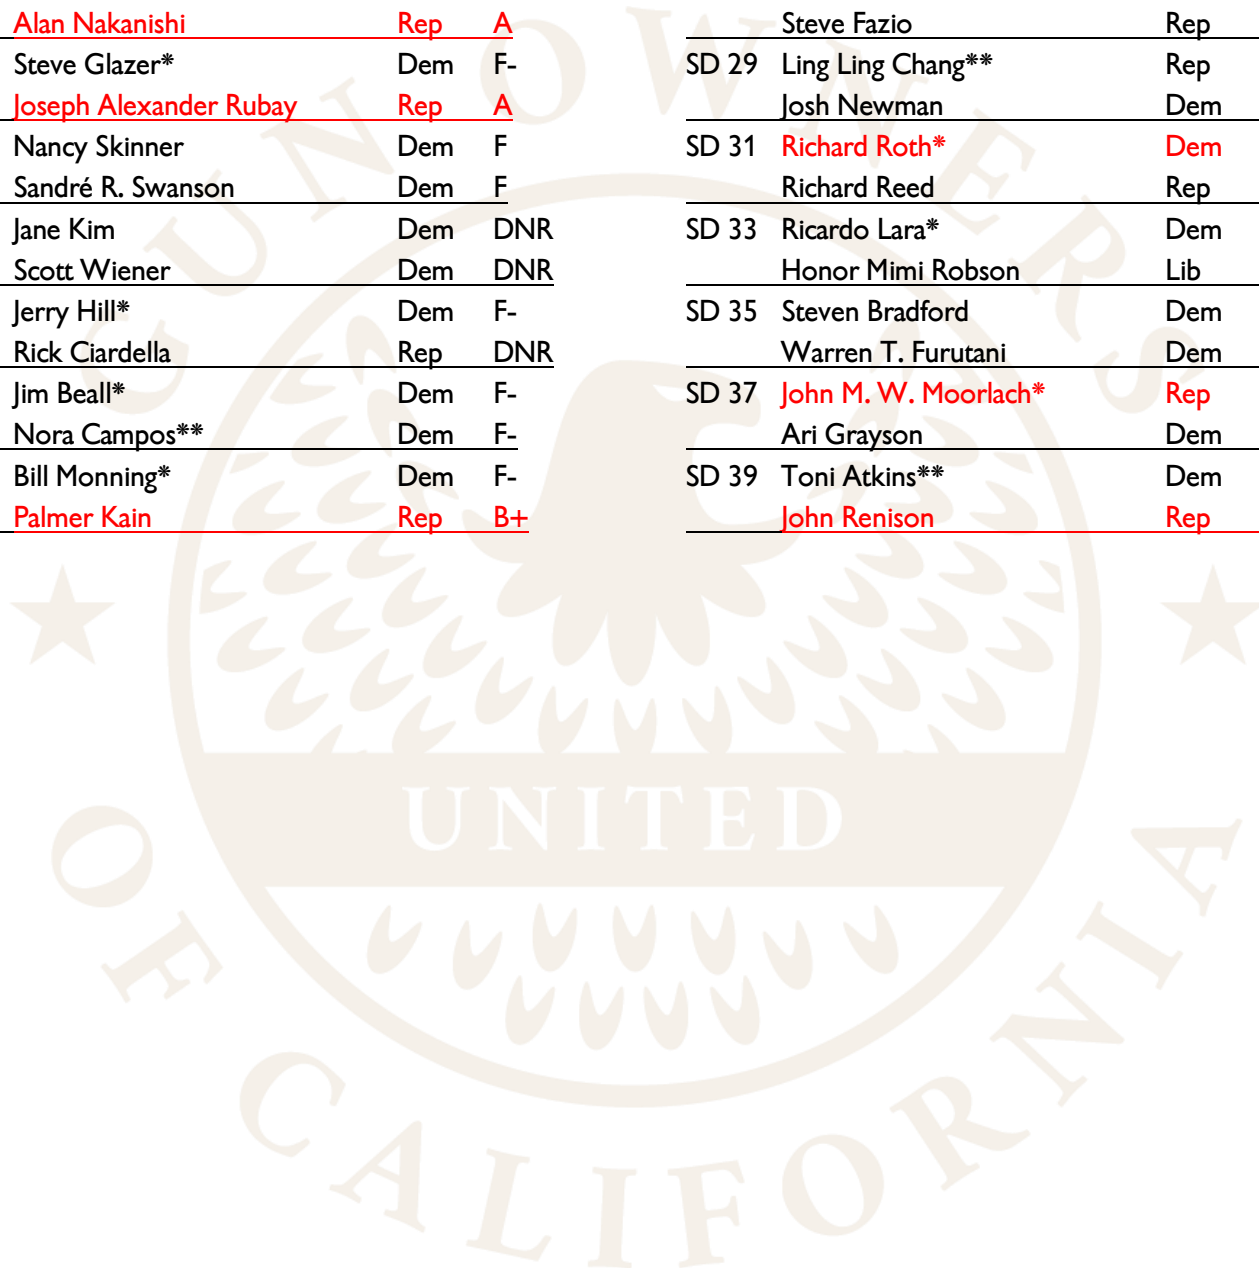 Alan Nakanishi Rep A
Steve Glazer* Dem F-
Joseph Alexander Rubay Rep A
Nancy Skinner Dem F
Sandré R. Swanson Dem F
Jane Kim Dem DNR
Scott Wiener Dem DNR
Jerry Hill* Dem F-
Rick Ciardella Rep DNR
Jim Beall* Dem F-
Nora Campos** Dem F-
Bill Monning* Dem F-
Palmer Kain Rep B+
Steve Fazio Rep
SD 29 Ling Ling Chang** Rep
Josh Newman Dem
SD 31 Richard Roth* Dem
Richard Reed Rep
SD 33 Ricardo Lara* Dem
Honor Mimi Robson Lib
SD 35 Steven Bradford Dem
Warren T. Furutani Dem
SD 37 John M. W. Moorlach* Rep
Ari Grayson Dem
SD 39 Toni Atkins** Dem
John Renison Rep
GUN OWNERS
UNITED
OF CALIFORNIA